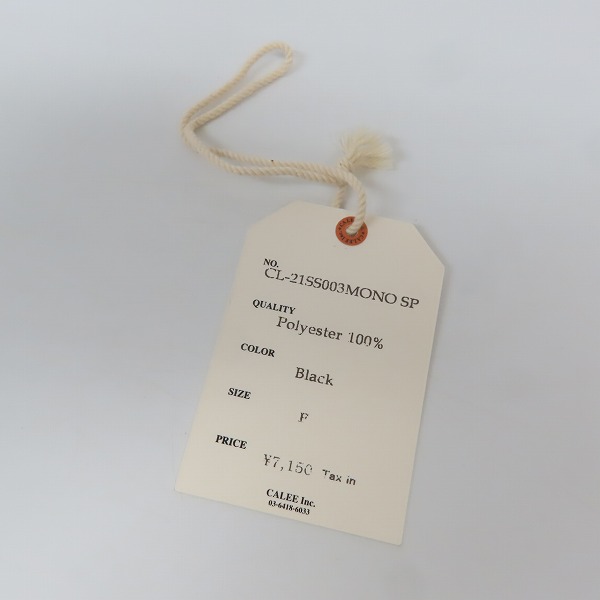 NO.
CL-21SS003MONO SP
QUALITY
Polyester 100%
COLOR
Black
SIZE
F
PRICE
¥7,150 Tax in
CALEE Inc.
03-6418-6033